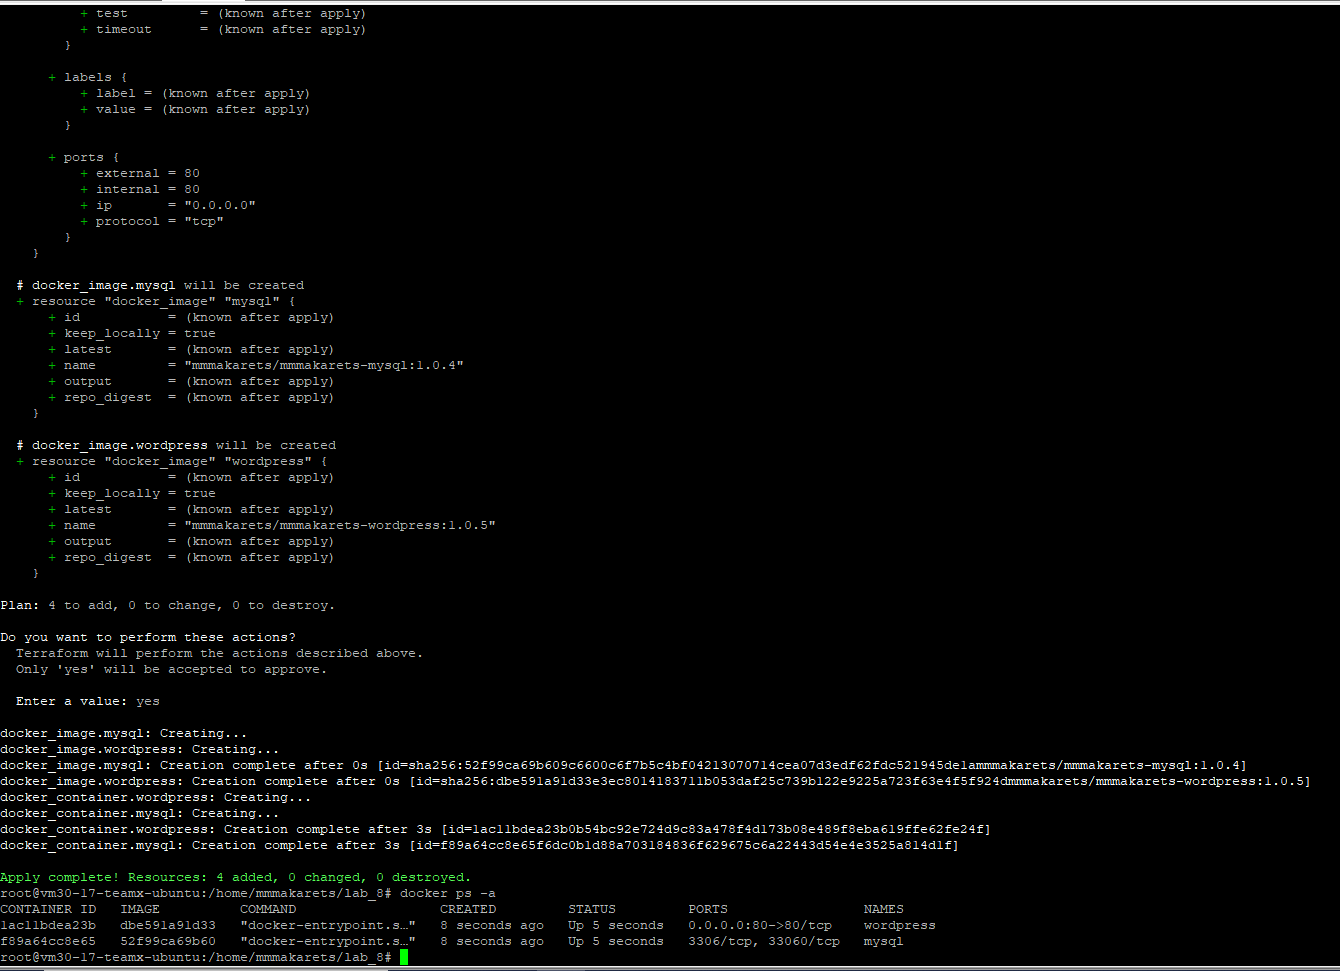 + test         = (known after apply)
+ timeout      = (known after apply)
}
+ labels {
+ label = (known after apply)
+ value = (known after apply)
}
+ ports {
+ external = 80
+ internal = 80
+ ip       = "0.0.0.0"
+ protocol = "tcp"
}
}
# docker_image.mysql will be created
+ resource "docker_image" "mysql" {
+ id           = (known after apply)
+ keep_locally = true
+ latest       = (known after apply)
+ name         = "mmmakarets/mmmakarets-mysql:1.0.4"
+ output       = (known after apply)
+ repo_digest  = (known after apply)
}
# docker_image.wordpress will be created
+ resource "docker_image" "wordpress" {
+ id           = (known after apply)
+ keep_locally = true
+ latest       = (known after apply)
+ name         = "mmmakarets/mmmakarets-wordpress:1.0.5"
+ output       = (known after apply)
+ repo_digest  = (known after apply)
}
Plan: 4 to add, 0 to change, 0 to destroy.
Do you want to perform these actions?
Terraform will perform the actions described above.
Only 'yes' will be accepted to approve.
Enter a value: yes
docker_image.mysql: Creating...
docker_image.wordpress: Creating...
docker_image.mysql: Creation complete after 0s [id=sha256:52f99ca69b609c6600c6f7b5c4bf04213070714cea07d3edf62fdc521945de1ammmakarets/mmmakarets-mysql:1.0.4]
docker_image.wordpress: Creation complete after 0s [id=sha256:dbe591a91d33e3ec8014183711b053daf25c739b122e9225a723f63e4f5f924dmmmakarets/mmmakarets-wordpress:1.0.5]
docker_container.wordpress: Creating...
docker_container.mysql: Creating...
docker_container.wordpress: Creation complete after 3s [id=1ac11bdea23b0b54bc92e724d9c83a478f4d173b08e489f8eba619ffe62fe24f]
docker_container.mysql: Creation complete after 3s [id=f89a64cc8e65f6dc0b1d88a703184836f629675c6a22443d54e4e3525a814d1f]
Apply complete! Resources: 4 added, 0 changed, 0 destroyed.
root@vm30-17-teamx-ubuntu:/home/mmmakarets/lab_8# docker ps -a
CONTAINER ID   IMAGE          COMMAND                  CREATED         STATUS         PORTS                 NAMES
1ac11bdea23b   dbe591a91d33   "docker-entrypoint.s…"   8 seconds ago   Up 5 seconds   0.0.0.0:80->80/tcp    wordpress
f89a64cc8e65   52f99ca69b60   "docker-entrypoint.s…"   8 seconds ago   Up 5 seconds   3306/tcp, 33060/tcp   mysql
root@vm30-17-teamx-ubuntu:/home/mmmakarets/lab_8#